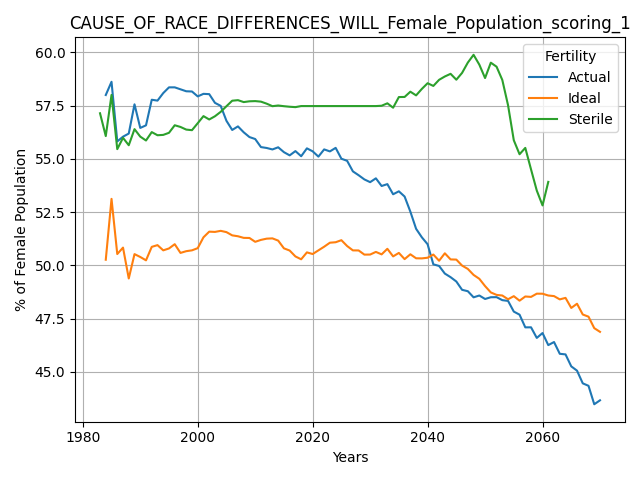 CAUSE_OF_RACE_DIFFERENCES_WILL_Female_Population_scoring_1
60.0
57.5
55.0
52.5
50.0
47.5
45.0
% of Female Population
Fertility
Actual
Ideal
Sterile
1980
2000
2020
2040
2060
Years